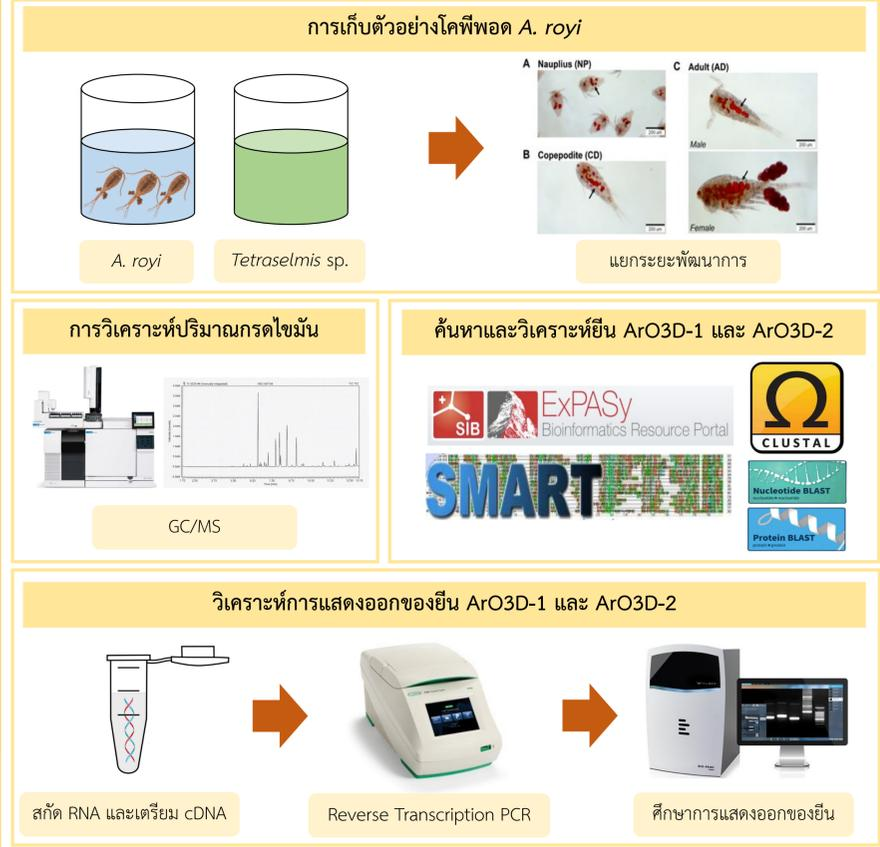 การเก็บตัวอย่างโคพีพอด A. royi
A Nauplius (NP)
C Adult (AD)
200 um
200 um
Male
B Copepodite (CD)
200 um
200 um
Female
A. royi
Tetraselmis sp.
แยกระยะพัฒนาการ
การวิเคราะห์ปริมาณกรดไขมัน
GC/MS
ค้นหาและวิเคราะห์ยีน ArO3D-1 และ ArO3D-2
SIB
ExPASy
Bioinformatics Resource Portal
SMART
Ω
CLUSTAL
Nucleotide BLAST
Protein BLAST
วิเคราะห์การแสดงออกของยีน ArO3D-1 และ ArO3D-2
สกัด RNA และเตรียม cDNA
Reverse Transcription PCR
ศึกษาการแสดงออกของยีน